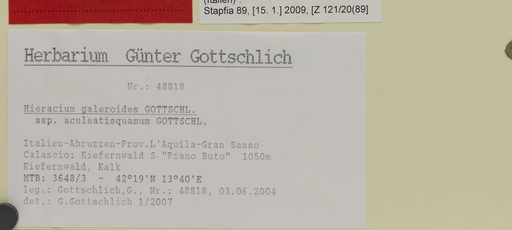 (Italien) .
Stapfia 89, [15. 1.] 2009, [Z 121/20(89]
Herbarium Günter Gottschlich
Nr.: 48818
Hieracium galeroides GOTTSCHL.
ssp. aculeatisquamum GOTTSCHL.
Italien-Abruzzen-Prov.L'Aquila-Gran Sasso
Calascio: Kiefernwald S "Piano Buto" 1050m
Kiefernwald, Kalk
MTB: 3648/3 - 42°19'N 13°40'E
leg.: Gottschlich,G., Nr.: 48818, 03.06.2004
det.: G.Gottschlich 1/2007